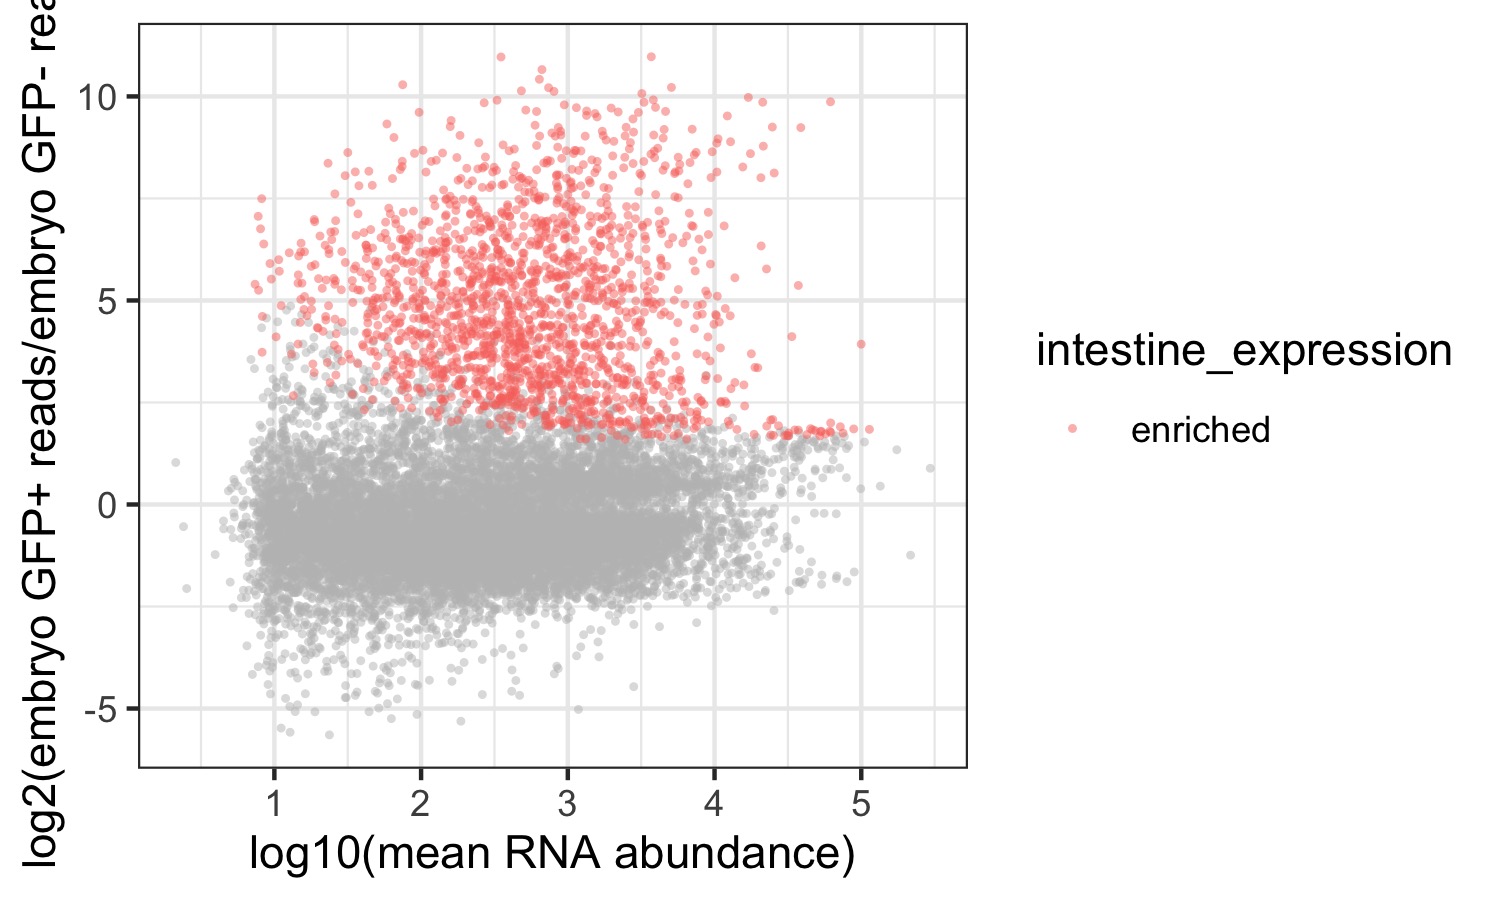 log2(embryo GFP+ reads/embryo GFP- rea
10
5
0
-5
1 2 3 4 5
log10(mean RNA abundance)
intestine_expression
enriched